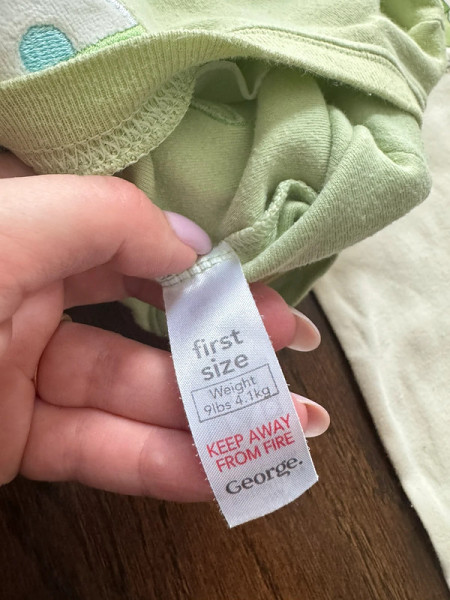 first
size
Weight
9lbs 4.1kg
KEEP AWAY
FROM FIRE
George.